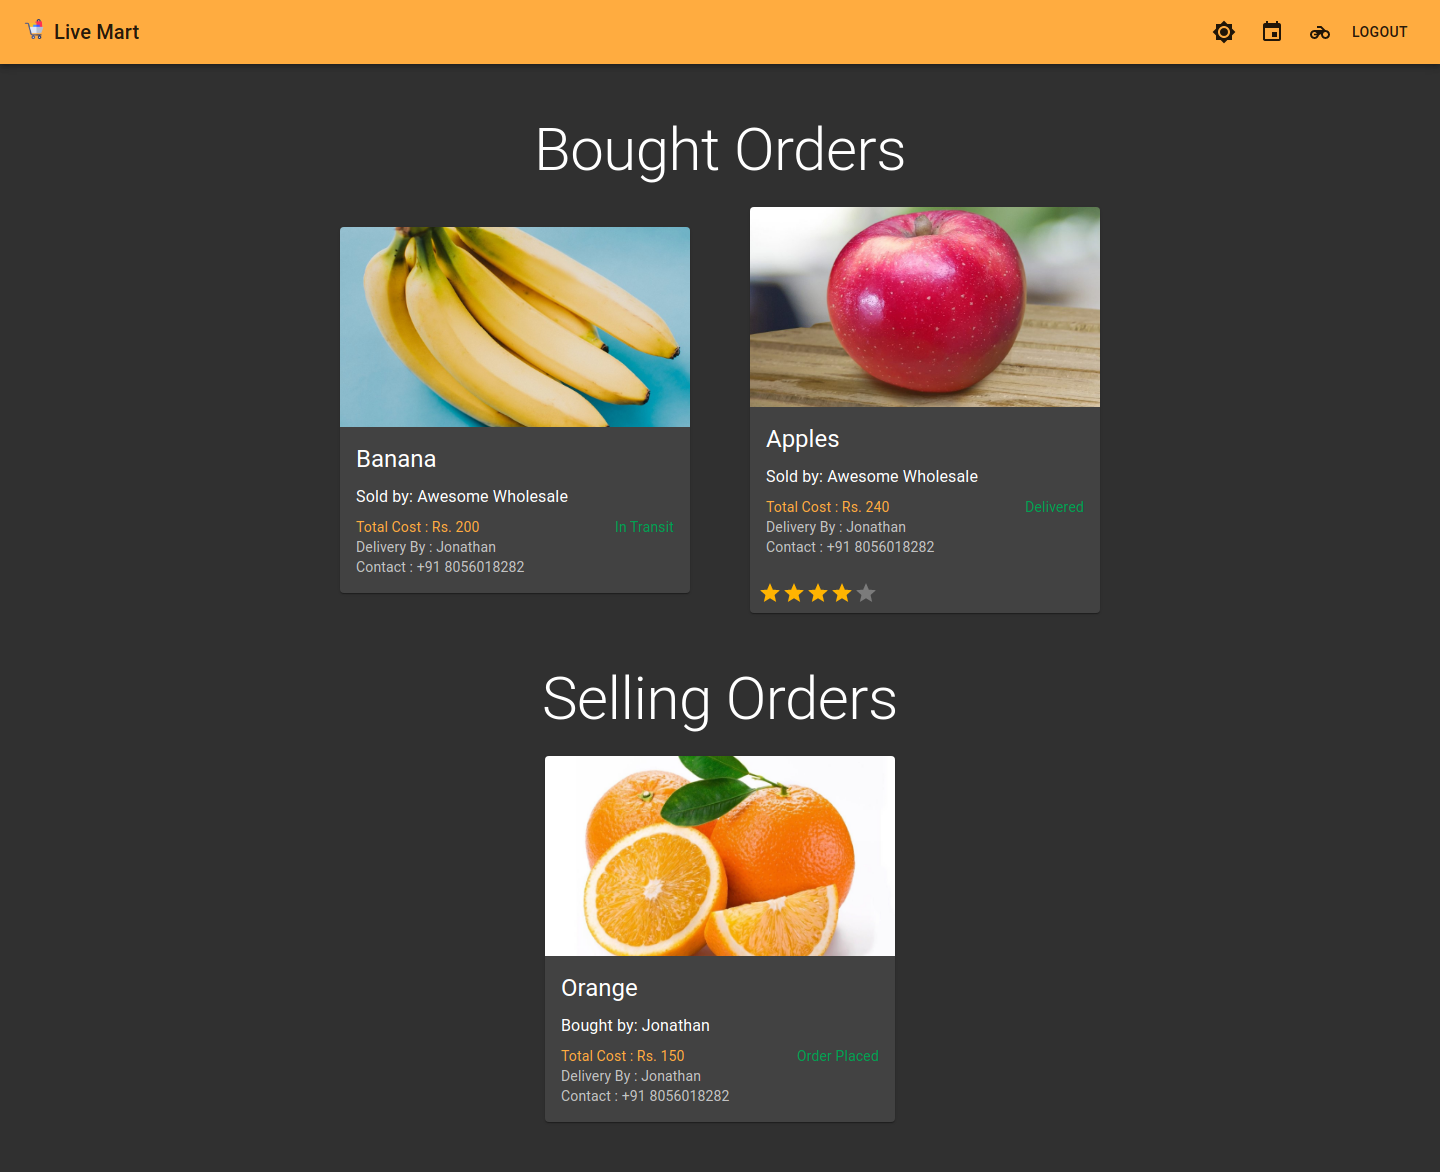 Live Mart
LOGOUT
Bought Orders
Banana
Sold by: Awesome Wholesale
Total Cost : Rs. 200
In Transit
Delivery By : Jonathan
Contact : +91 8056018282
Apples
Sold by: Awesome Wholesale
Total Cost : Rs. 240
Delivered
Delivery By : Jonathan
Contact : +91 8056018282
Selling Orders
Orange
Bought by: Jonathan
Total Cost : Rs. 150
Order Placed
Delivery By : Jonathan
Contact : +91 8056018282